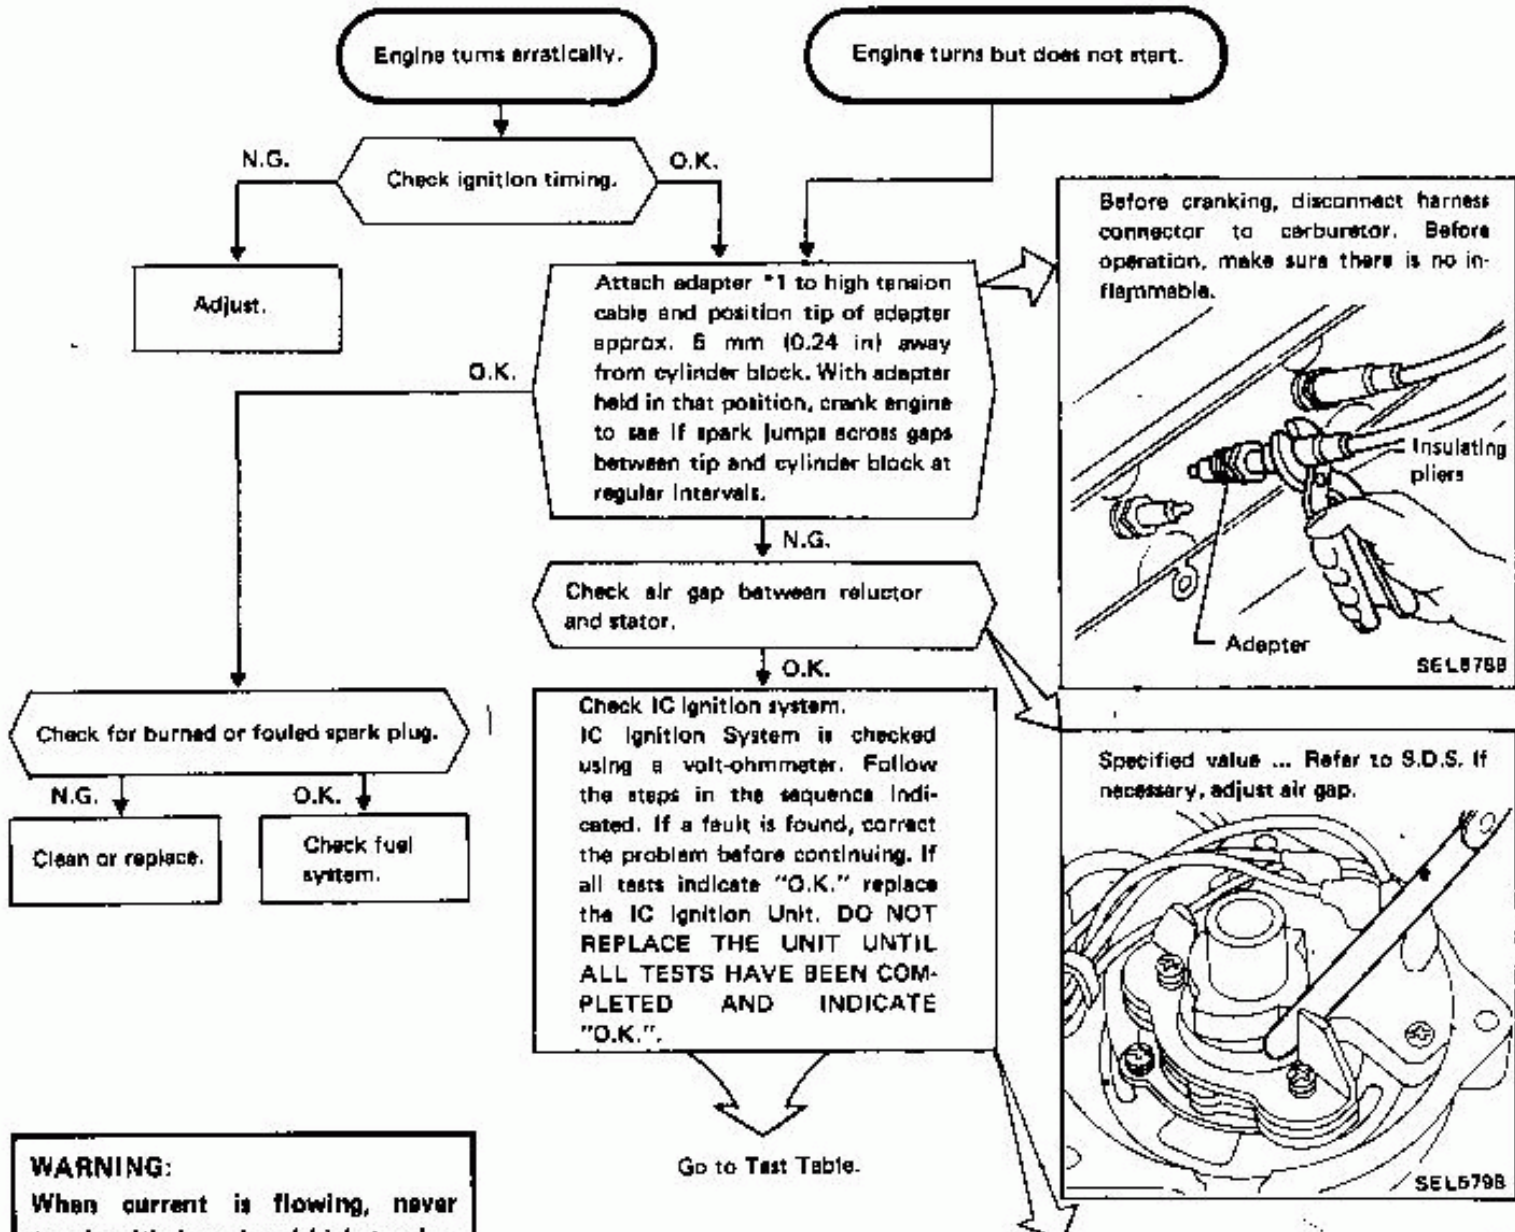 Engine turns erratically.
Engine turns but does not start.
N.G.
Check ignition timing.
O.K.
Adjust.
Attach adapter *1 to high tension
cable and position tip of adapter
approx. 6 mm (0.24 in) away
from cylinder block. With adapter
held in that position, crank engine
to see if spark jumps across gaps
between tip and cylinder block at
regular intervals.
Before cranking, disconnect harness
connector to carburetor. Before
operation, make sure there is no in-
flammable.
Insulating
pliers
Adapter
O.K.
N.G.
Check air gap between reluctor
and stator.
O.K.
Check for burned or fouled spark plug.
N.G.
O.K.
Clean or replace.
Check fuel
system.
Check IC ignition system.
IC Ignition System is checked
using a volt-ohmmeter. Follow
the steps in the sequence indi-
cated. If a fault is found, correct
the problem before continuing. If
all tests indicate "O.K." replace
the IC Ignition Unit. DO NOT
REPLACE THE UNIT UNTIL
ALL TESTS HAVE BEEN COM-
PLETED AND INDICATE
"O.K.".
Go to Test Table.
Specified value ... Refer to S.D.S. If
necessary, adjust air gap.
SEL579B
WARNING:
When current is flowing, never